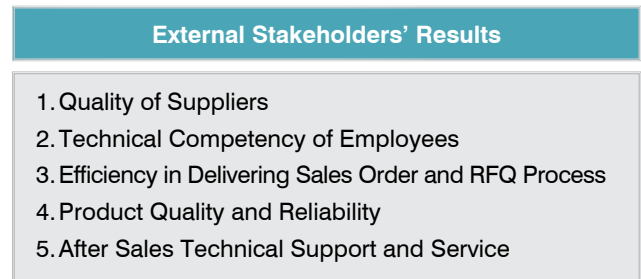 External Stakeholders’ Results
1. Quality of Suppliers
2. Technical Competency of Employees
3. Efficiency in Delivering Sales Order and RFQ Process
4. Product Quality and Reliability
5. After Sales Technical Support and Service